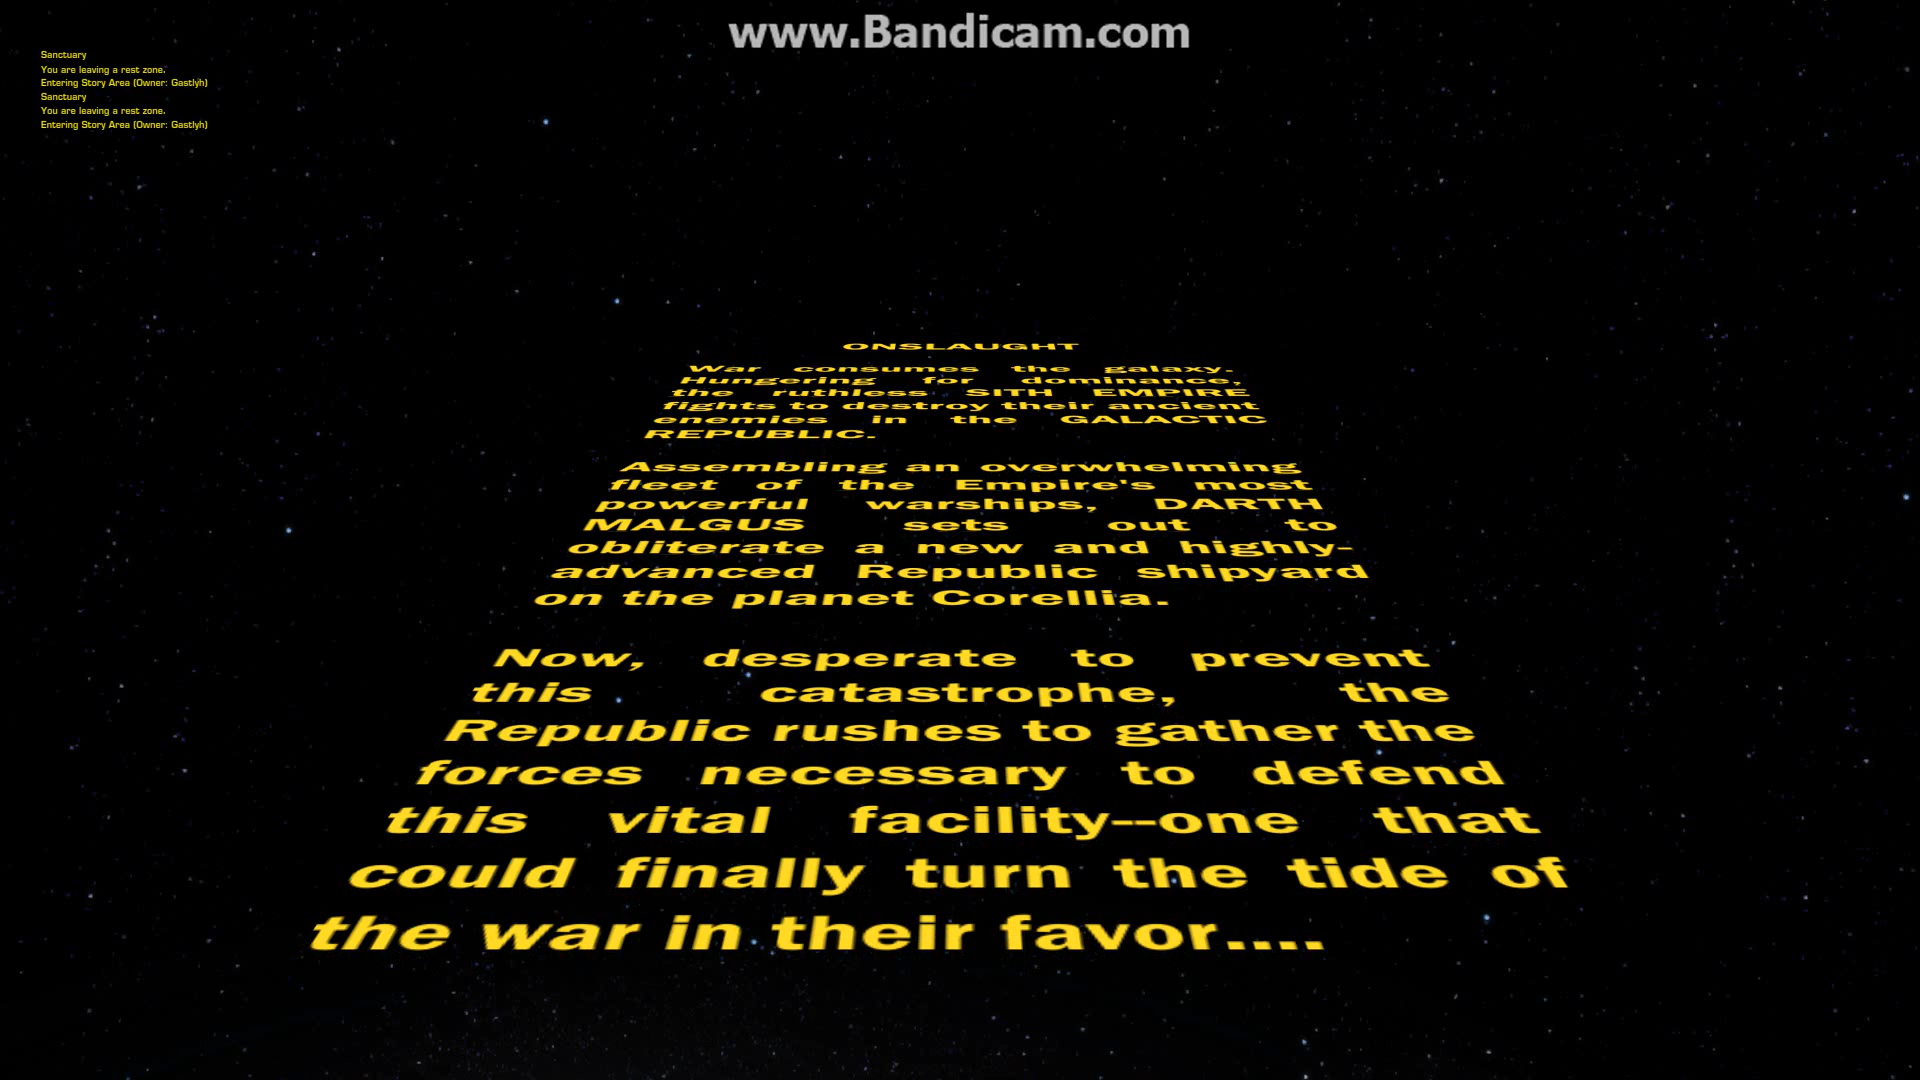 www.Bandicam.com
Sanctuary
You are leaving a rest zone.
Entering Story Area (Owner: Gastlyh)
Sanctuary
You are leaving a rest zone.
Entering Story Area (Owner: Gastlyh)
ONSLAUGHT
War consumes the galaxy.
Hungering for dominance,
the ruthless SITH EMPIRE
fights to destroy their ancient
enemies in the GALACTIC
REPUBLIC.
Assembling an overwhelming
fleet of the Empire's most
powerful warships, DARTH
MALGUS sets out to
obliterate a new and highly-
advanced Republic shipyard
on the planet Corellia.
Now, desperate to prevent
this catastrophe, the
Republic rushes to gather the
forces necessary to defend
this vital facility--one that
could finally turn the tide of
the war in their favor....